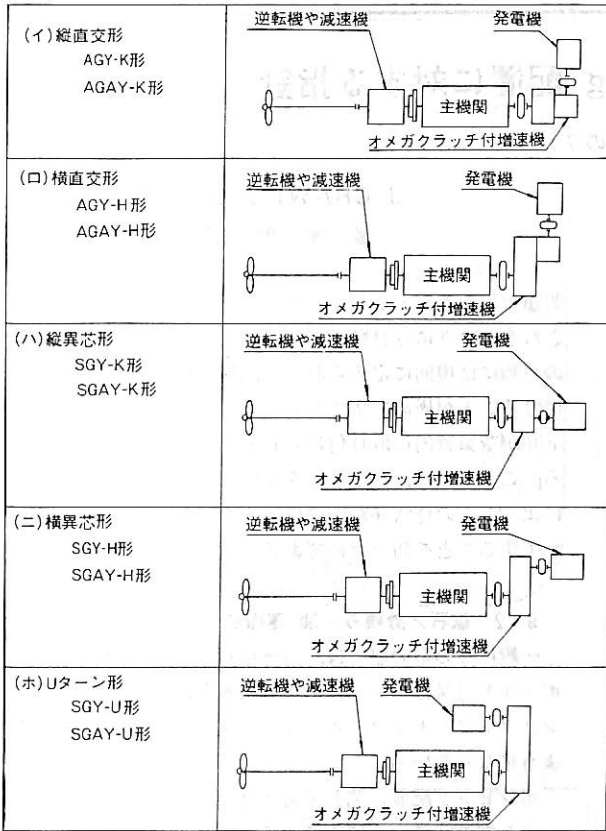 (イ)縦直交形
AGY-K形
AGAY-K形
逆転機や減速機
発電機
主機関
オメガクラッチ付増速機
(ロ)横直交形
AGY-H形
AGAY-H形
逆転機や減速機
発電機
主機関
オメガクラッチ付増速機
(ハ)縦異芯形
SGY-K形
SGAY-K形
逆転機や減速機
発電機
主機関
オメガクラッチ付増速機
(ニ)横異芯形
SGY-H形
SGAY-H形
逆転機や減速機
発電機
主機関
オメガクラッチ付増速機
(ホ)Uターン形
SGY-U形
SGAY-U形
逆転機や減速機
発電機
主機関
オメガクラッチ付増速機